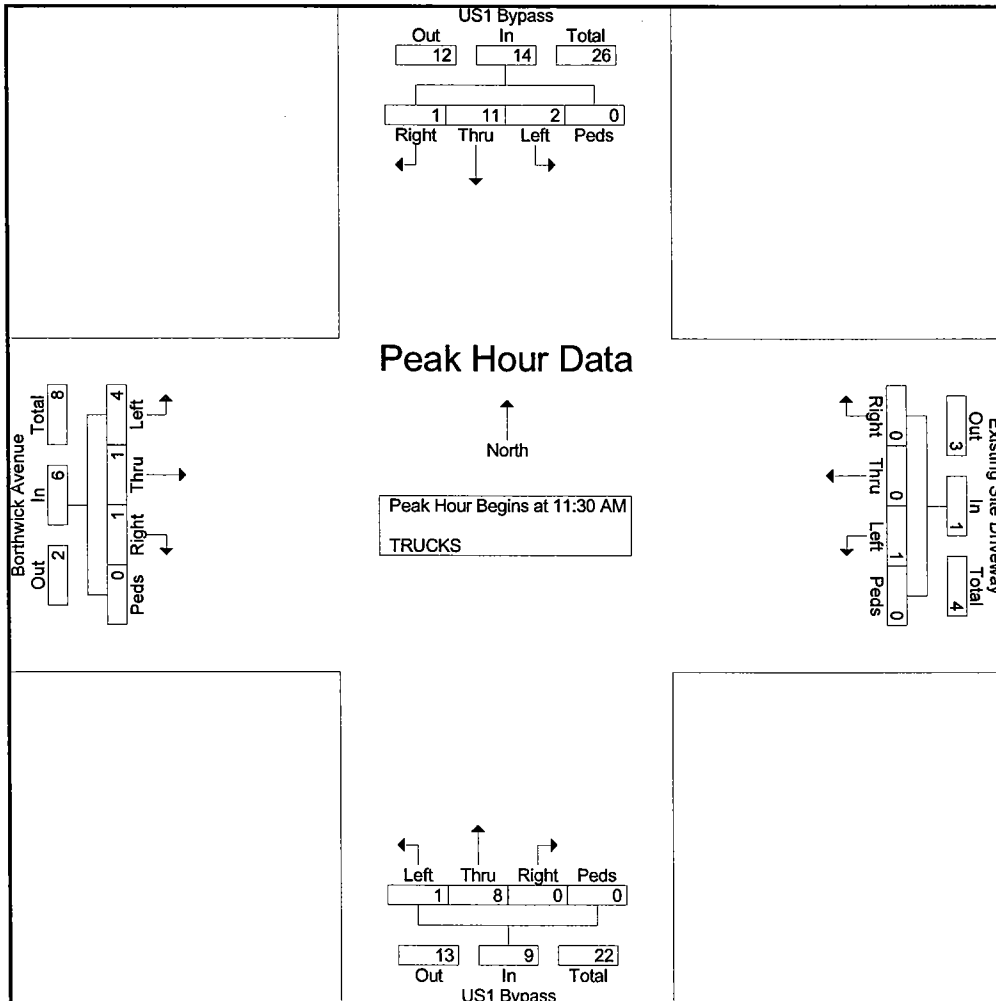 US1 Bypass
Out In Total
12 14 26
1 11 2 0
Right Thru Left Peds
Peak Hour Data
North
Peak Hour Begins at 11:30 AM
TRUCKS
Borthwick Avenue
Out In Total
2 6 8
Left Thru Right Peds
4 1 1 0
Existing Site Driveway
Out In Total
3 1 4
0 0 1 0
Right Thru Left Peds
Left Thru Right Peds
1 8 0 0
13 9 22
Out In Total
US1 Bypass